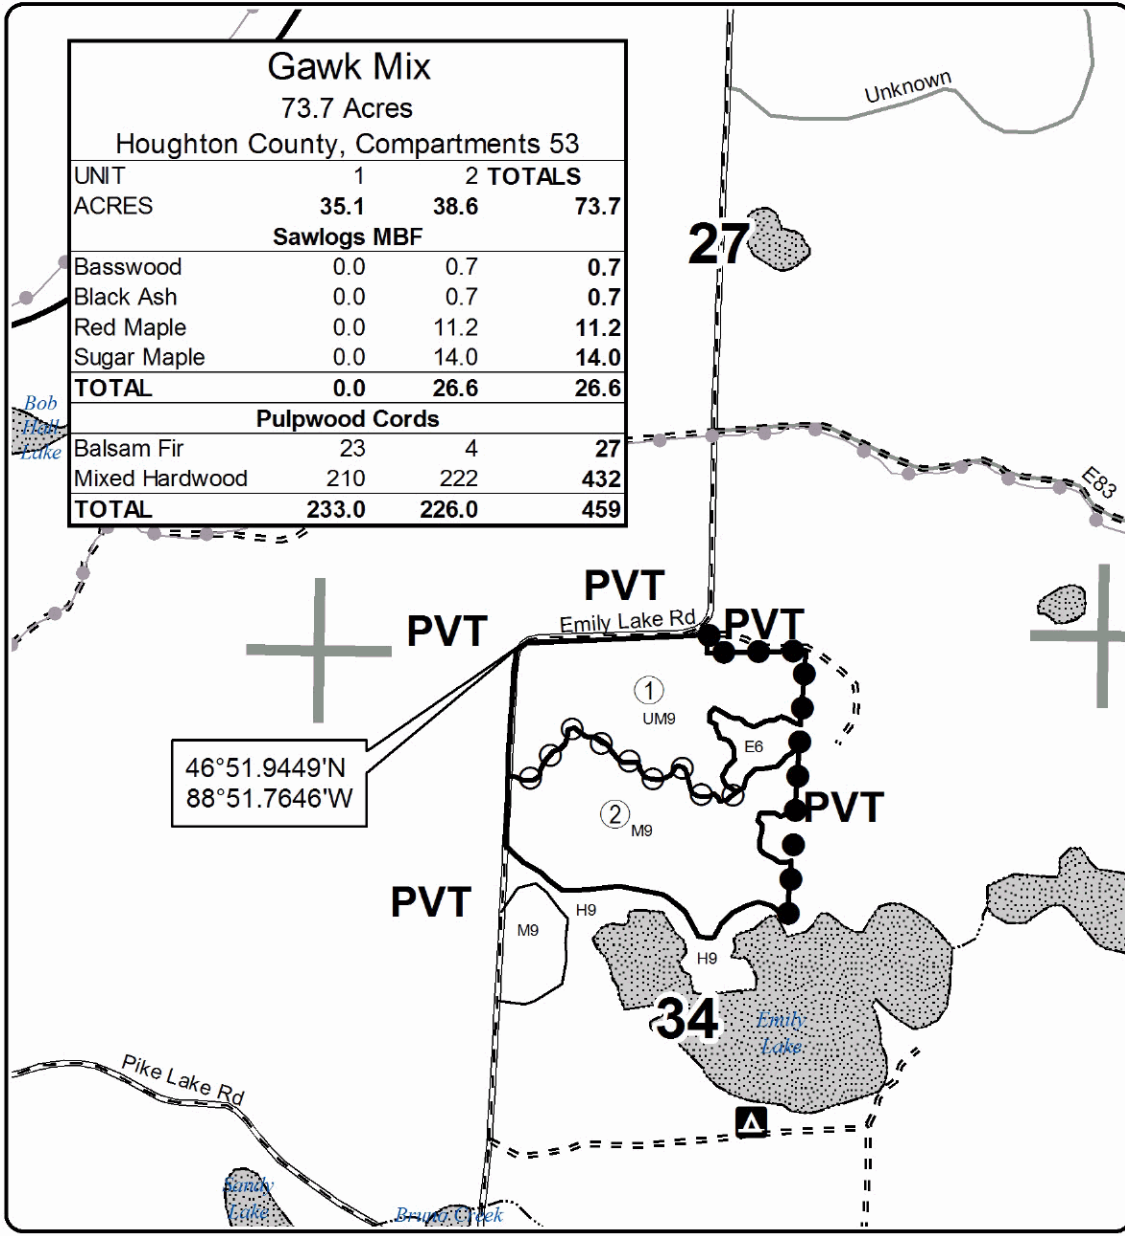 Gawk Mix
73.7 Acres
Houghton County, Compartments 53
UNIT 1 2 TOTALS
ACRES 35.1 38.6 73.7
Sawlogs MBF
Basswood 0.0 0.7 0.7
Black Ash 0.0 0.7 0.7
Red Maple 0.0 11.2 11.2
Sugar Maple 0.0 14.0 14.0
TOTAL 0.0 26.6 26.6
Pulpwood Cords
Balsam Fir 23 4 27
Mixed Hardwood 210 222 432
TOTAL 233.0 226.0 459
Unknown
27
Bob
Hall
Lake
E83
PVT
PVT
Emily Lake Rd
PVT
1
UM9
E6
46°51.9449'N
88°51.7646'W
2
M9
PVT
PVT
H9
M9
H9
34
Emily
Lake
Pike Lake Rd
Sandy
Lake
Bruno Creek